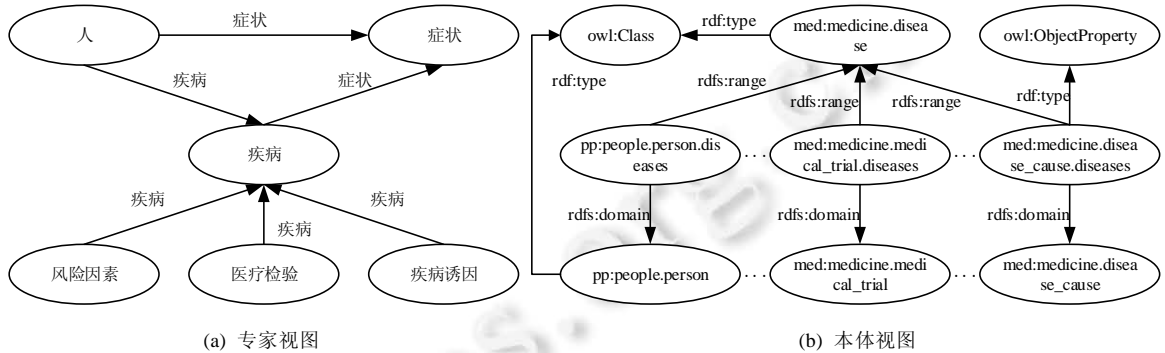 人
症状
症状
疾病
症状
疾病
疾病
疾病
疾病
风险因素
医疗检验
疾病诱因
(a) 专家视图
owl:Class
rdf:type
med:medicine.disea
se
owl:ObjectProperty
rdf:type
rdfs:range
rdfs:range
rdfs:range
rdf:type
pp:people.person.dis
eases
...
med:medicine.medi
cal_trial.diseases
...
med:medicine.disea
se_cause.diseases
rdfs:domain
rdfs:domain
rdfs:domain
pp:people.person
...
med:medicine.medi
cal_trial
...
med:medicine.disea
se_cause
(b) 本体视图